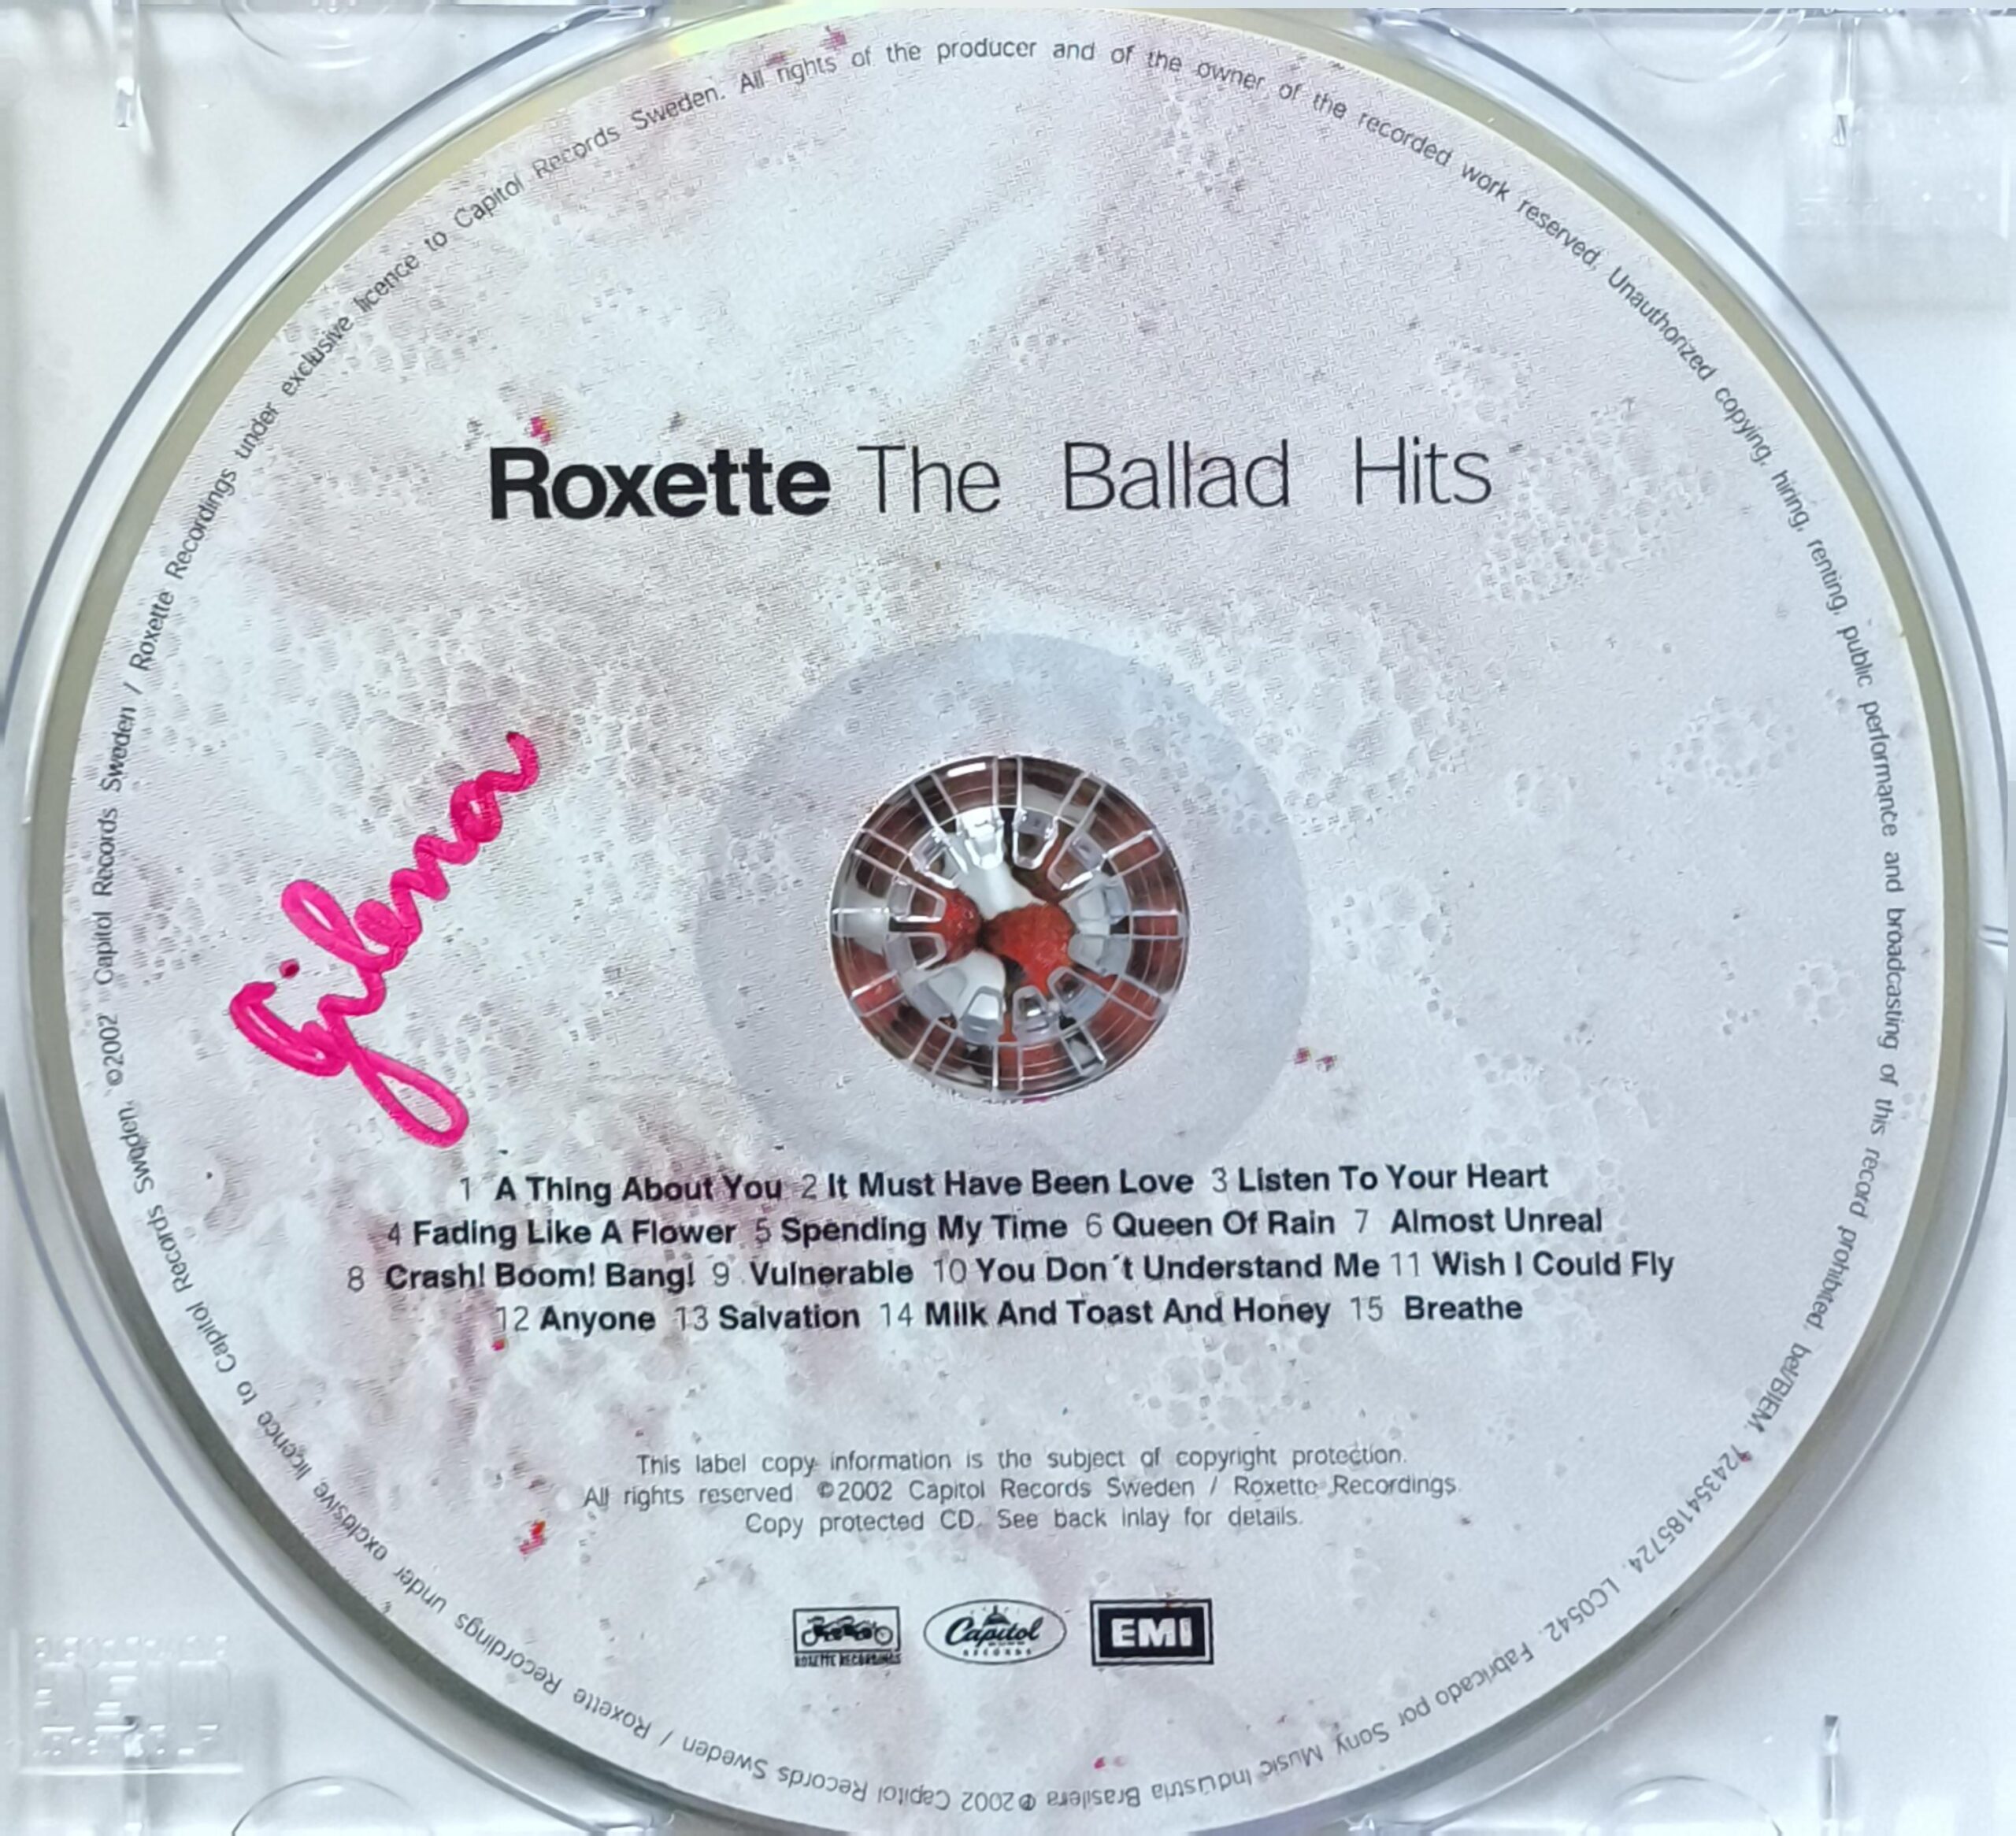 Roxette The Ballad Hits
Gilena
1 A Thing About You 2 It Must Have Been Love 3 Listen To Your Heart
4 Fading Like A Flower 5 Spending My Time 6 Queen Of Rain 7 Almost Unreal
8 Crash! Boom! Bang! 9 Vulnerable 10 You Don´t Understand Me 11 Wish I Could Fly
12 Anyone 13 Salvation 14 Milk And Toast And Honey 15 Breathe
This label copy information is the subject of copyright protection.
All rights reserved. ©2002 Capitol Records Sweden / Roxette Recordings.
Copy protected CD. See back inlay for details.
ROXETTE RECORDINGS
Capitol
RECORDS
EMI
℗2002 Capitol Records Sweden / Roxette Recordings under exclusive licence to Capitol Records Sweden. ©2002 Capitol Records Sweden / Roxette Recordings under exclusive licence to Capitol Records Sweden. All rights of the producer and of the owner of the recorded work reserved. Unauthorized copying, hiring, renting, public performance and broadcasting of this record prohibited. bel/BIEM. 724354185724. LC0542. Fabricado por Sony Music Indústria Brasileira